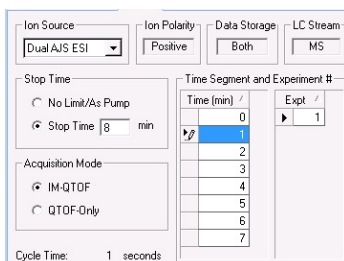 Ion Source
Dual AJS ESI
Ion Polarity
Positive
Data Storage
Both
LC Stream
MS
Stop Time
No Limit/As Pump
Stop Time 8 min
Acquisition Mode
IM-QTOF
QTOF-Only
Cycle Time: 1 seconds
Time Segment and Experiment #
Time (min)
0
1
2
3
4
5
6
7
Expt
1